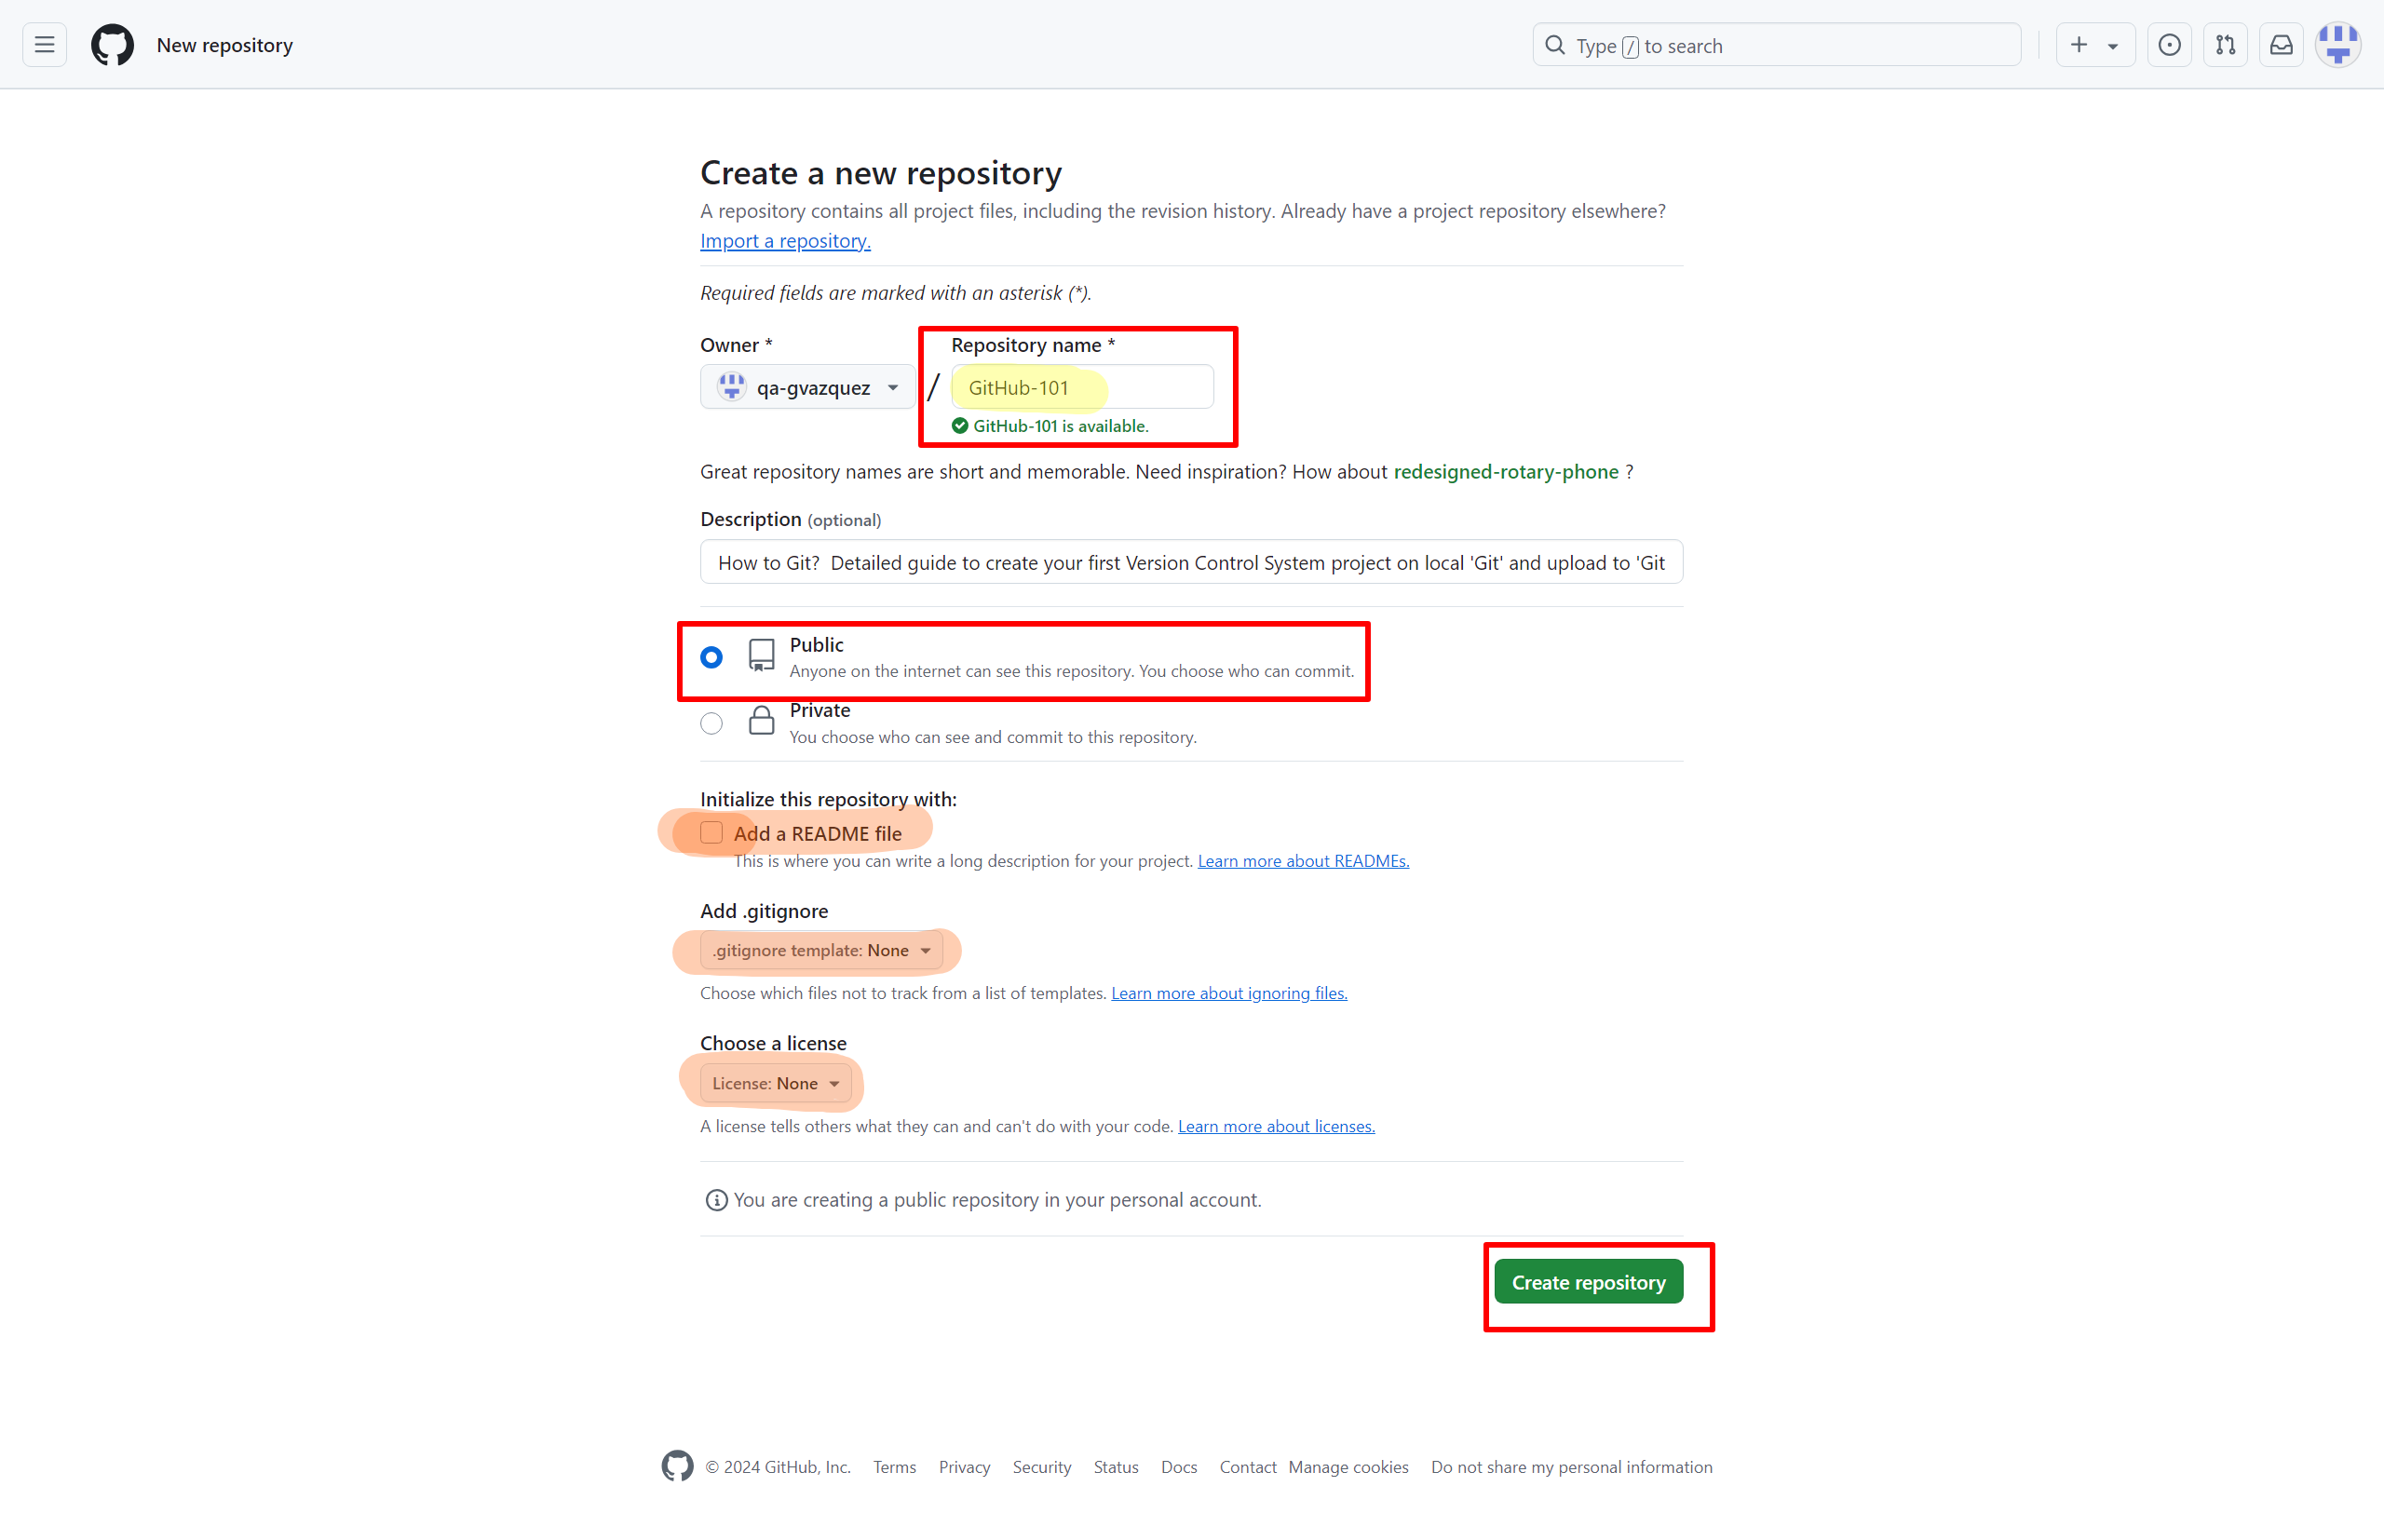 New repository
Type / to search
Create a new repository
A repository contains all project files, including the revision history. Already have a project repository elsewhere?
Import a repository.
Required fields are marked with an asterisk (*).
Owner * Repository name *
qa-gvazquez / GitHub-101
GitHub-101 is available.
Great repository names are short and memorable. Need inspiration? How about redesigned-rotary-phone ?
Description (optional)
How to Git?  Detailed guide to create your first Version Control System project on local 'Git' and upload to 'Git
Public
Anyone on the internet can see this repository. You choose who can commit.
Private
You choose who can see and commit to this repository.
Initialize this repository with:
Add a README file
This is where you can write a long description for your project. Learn more about READMEs.
Add .gitignore
.gitignore template: None
Choose which files not to track from a list of templates. Learn more about ignoring files.
Choose a license
License: None
A license tells others what they can and can't do with your code. Learn more about licenses.
You are creating a public repository in your personal account.
Create repository
© 2024 GitHub, Inc. Terms Privacy Security Status Docs Contact Manage cookies Do not share my personal information